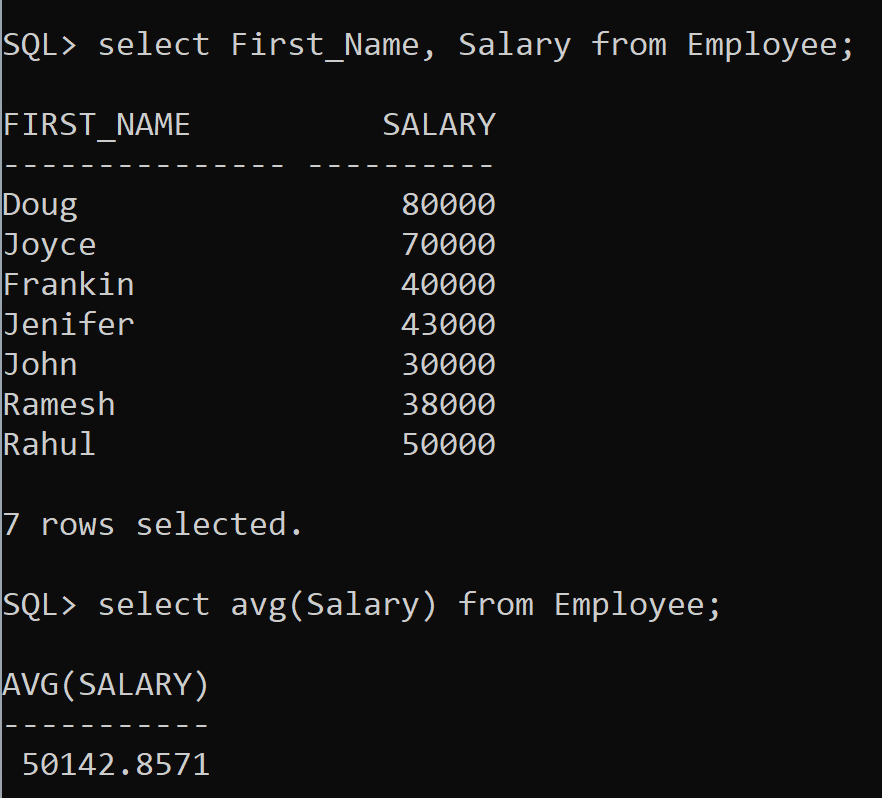 SQL> select First_Name, Salary from Employee;
FIRST_NAME          SALARY
--------------- ----------
Doug                 80000
Joyce                70000
Frankin              40000
Jenifer              43000
John                 30000
Ramesh               38000
Rahul                50000
7 rows selected.
SQL> select avg(Salary) from Employee;
AVG(SALARY)
-----------
 50142.8571